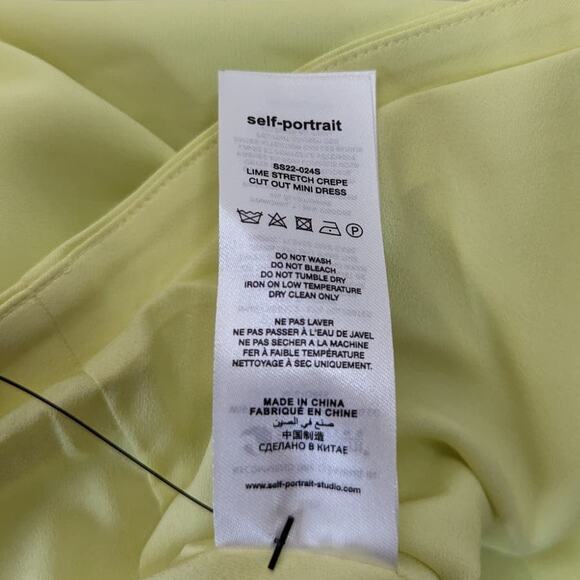 self-portrait
SS22-024S
LIME STRETCH CREPE
CUT OUT MINI DRESS
DO NOT WASH
DO NOT BLEACH
DO NOT TUMBLE DRY
IRON ON LOW TEMPERATURE
DRY CLEAN ONLY
NE PAS LAVER
NE PAS PASSER À L'EAU DE JAVEL
NE PAS SECHER A LA MACHINE
FER À FAIBLE TEMPÉRATURE
NETTOYAGE À SEC UNIQUEMENT.
MADE IN CHINA
FABRIQUÉ EN CHINE
صنع في الصين
中国制造
СДЕЛАНО В КИТАЕ
www.self-portrait-studio.com